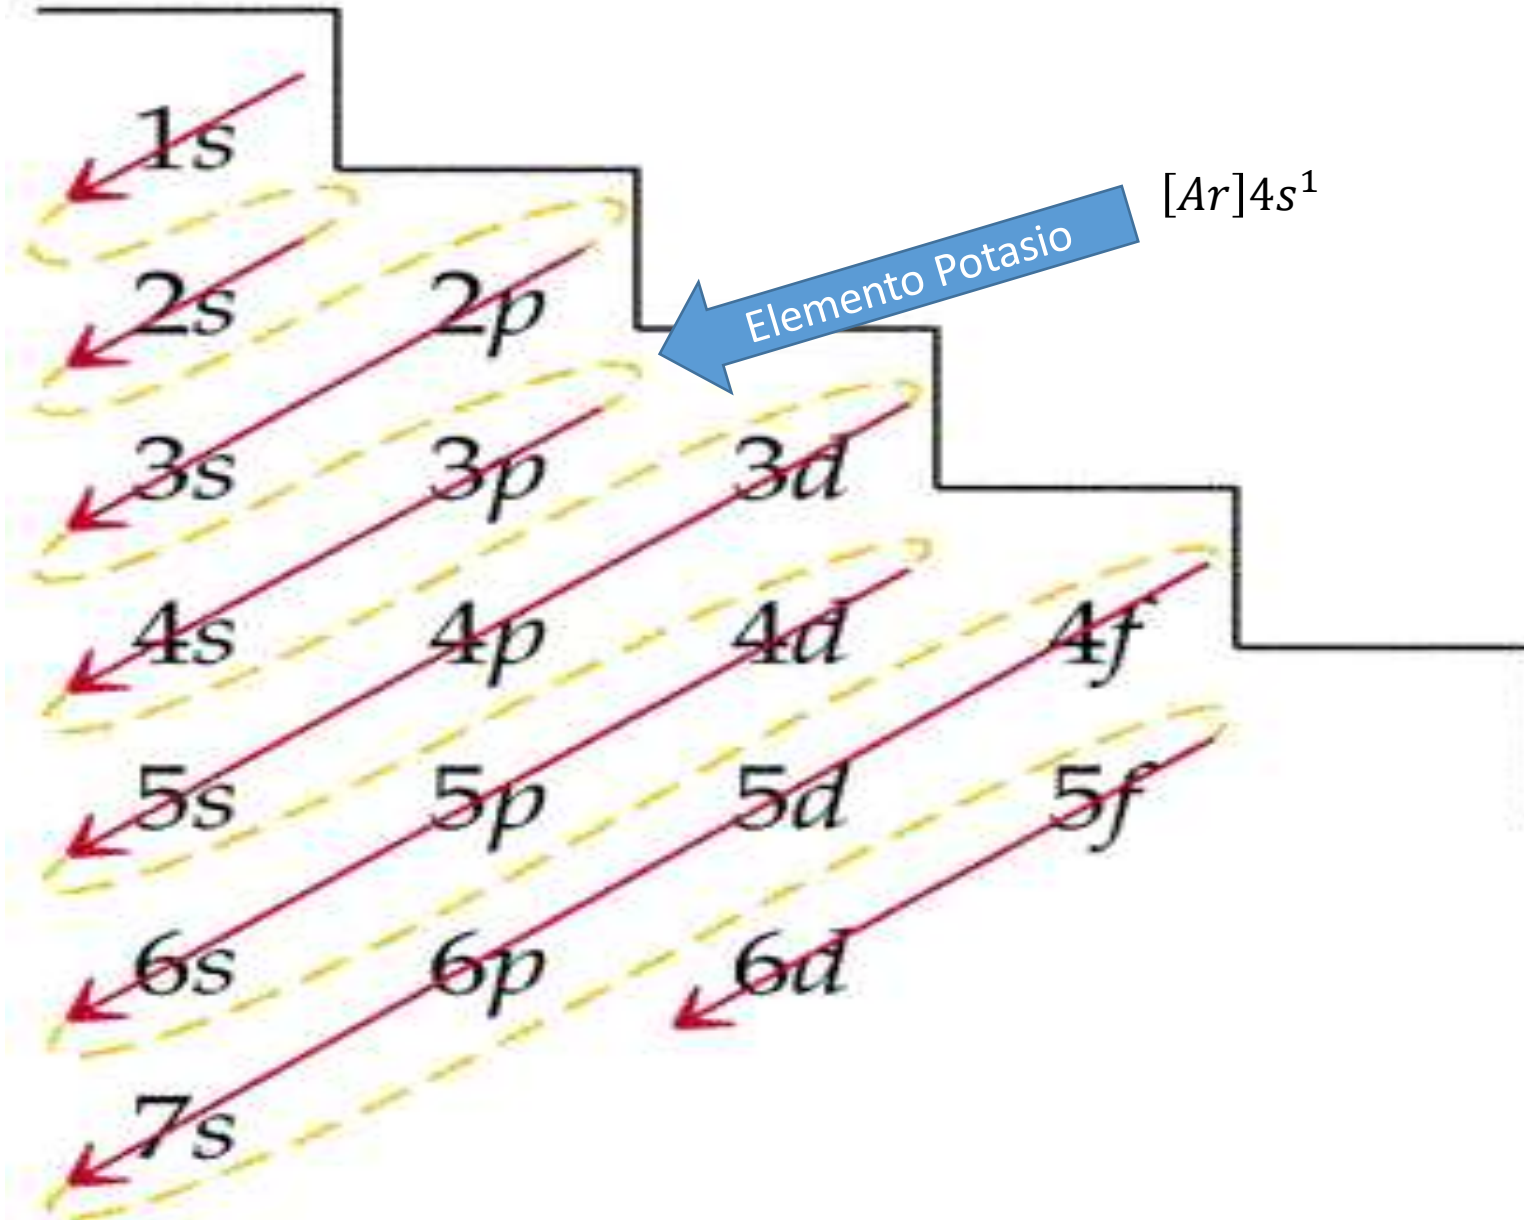 1s
[Ar]4s¹
Elemento Potasio
2s 2p
3s 3p 3d
4s 4p 4d 4f
5s 5p 5d 5f
6s 6p 6d
7s